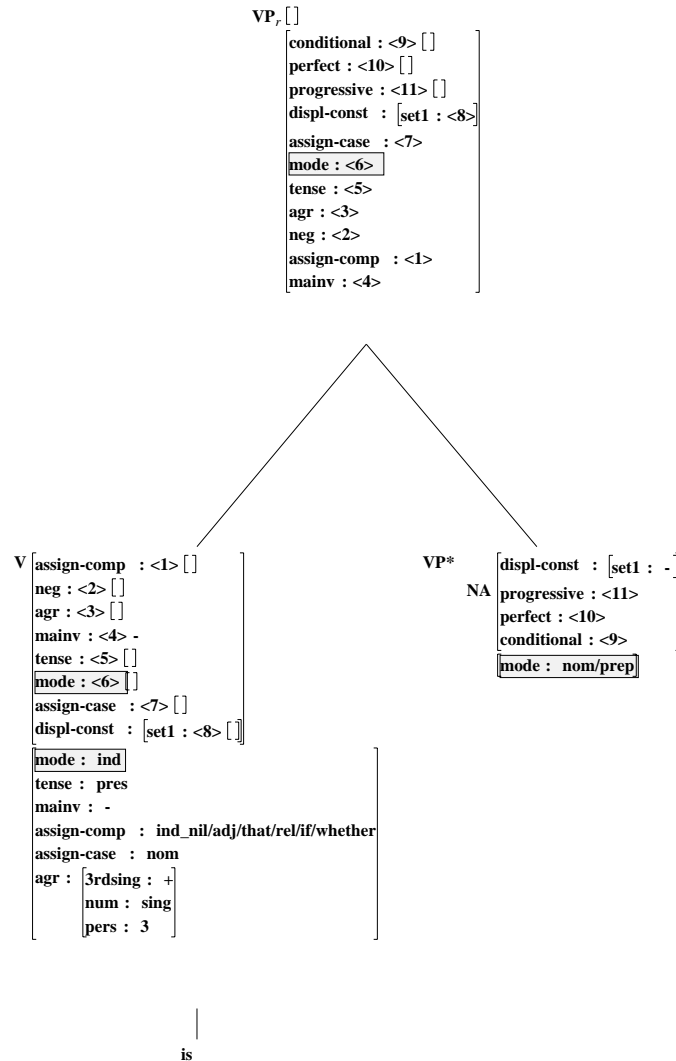 VPr []
conditional : <9> []
perfect : <10> []
progressive : <11> []
displ-const : [set1 : <8>]
assign-case : <7>
mode : <6>
tense : <5>
agr : <3>
neg : <2>
assign-comp : <1>
mainv : <4>
V [assign-comp : <1> []
neg : <2> []
agr : <3> []
mainv : <4> -
tense : <5> []
mode : <6> []
assign-case : <7> []
displ-const : [set1 : <8> []]
mode : ind
tense : pres
mainv : -
assign-comp : ind_nil/adj/that/rel/if/whether
assign-case : nom
agr : [3rdsing : +
num : sing
pers : 3]
is
VP* [displ-const : [set1 : -]
NA progressive : <11>
perfect : <10>
conditional : <9>
[mode : nom/prep]